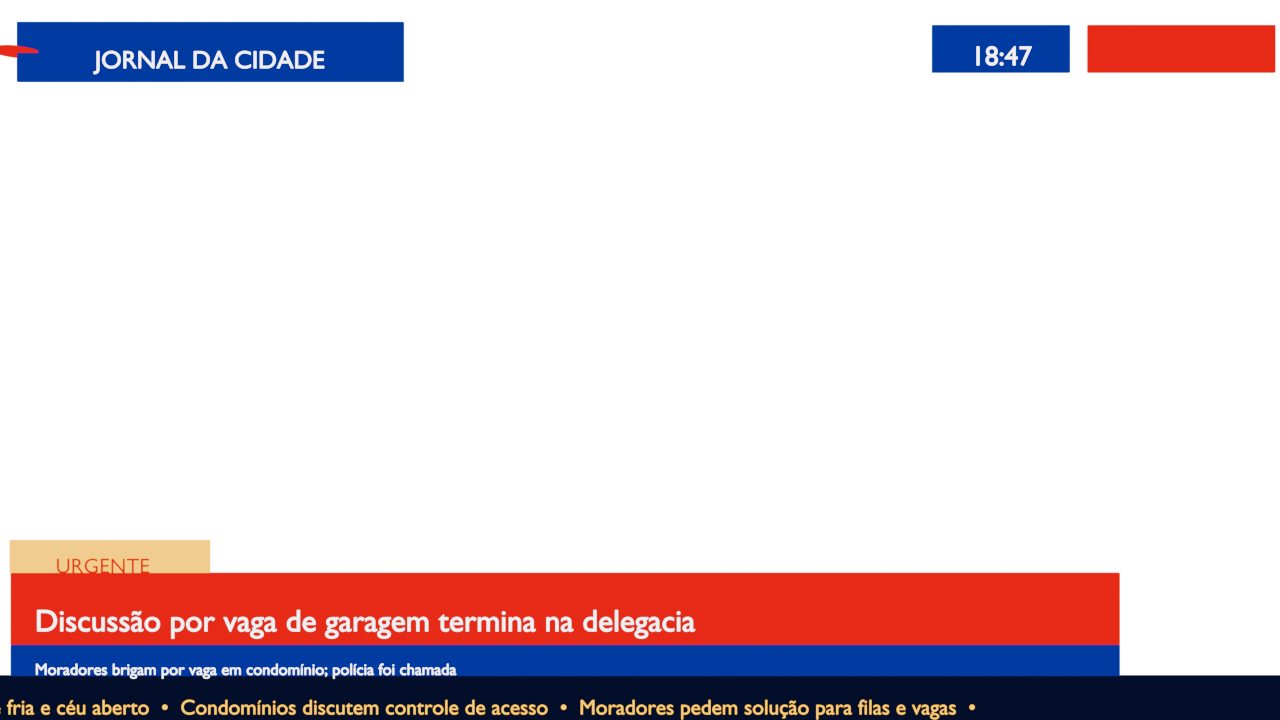 JORNAL DA CIDADE
18:47
URGENTE
Discussão por vaga de garagem termina na delegacia
Moradores brigam por vaga em condomínio; polícia foi chamada
fria e céu aberto • Condomínios discutem controle de acesso • Moradores pedem solução para filas e vagas •